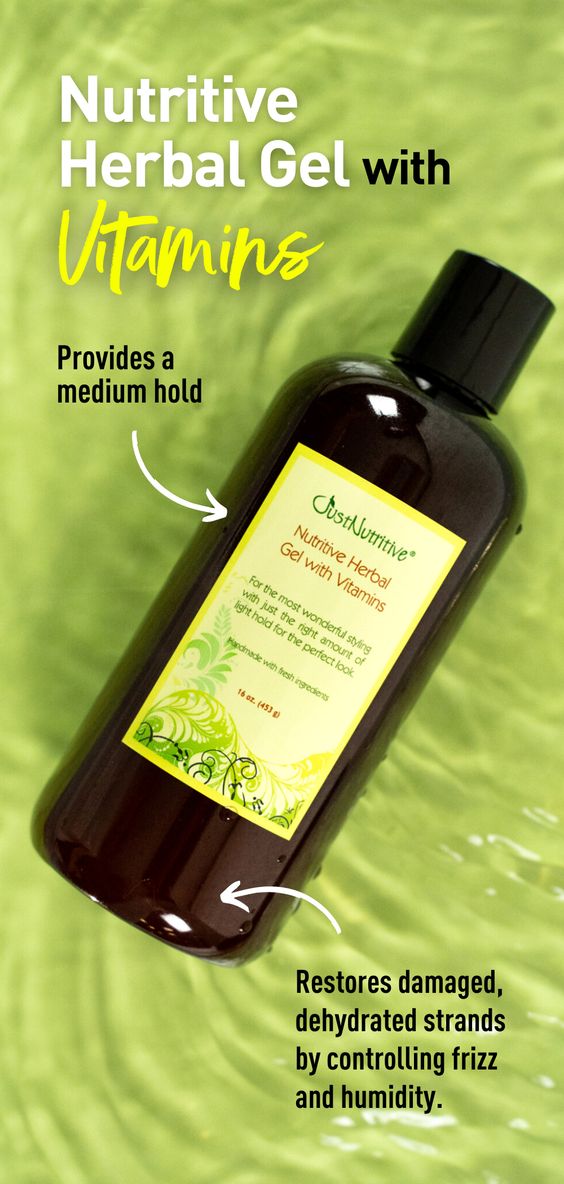 Nutritive
Herbal Gel with
Vitamins
Provides a
medium hold
JustNutritive®
Nutritive Herbal
Gel with Vitamins
For the most wonderful styling
with just the right amount of
light hold for the perfect look.
Handmade with fresh ingredients
16 oz. (453 g)
Restores damaged,
dehydrated strands
by controlling frizz
and humidity.